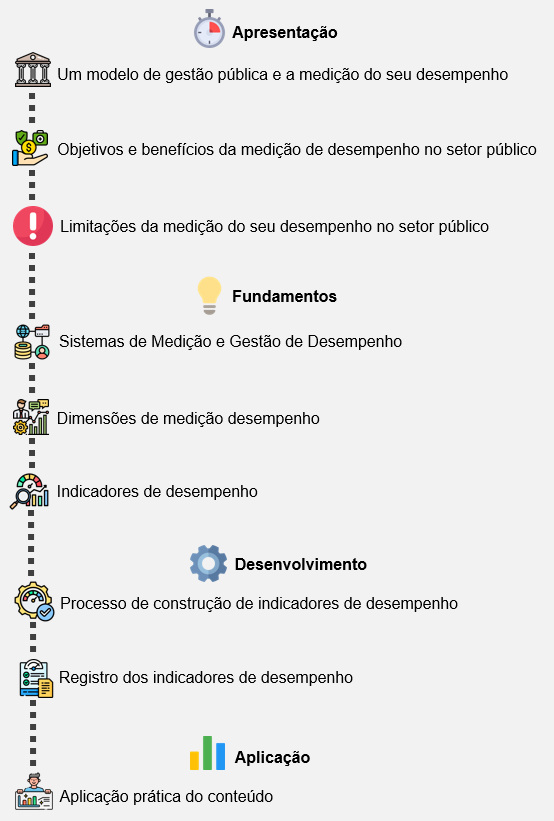 Apresentação
Um modelo de gestão pública e a medição do seu desempenho
Objetivos e benefícios da medição de desempenho no setor público
Limitações da medição do seu desempenho no setor público
Fundamentos
Sistemas de Medição e Gestão de Desempenho
Dimensões de medição desempenho
Indicadores de desempenho
Desenvolvimento
Processo de construção de indicadores de desempenho
Registro dos indicadores de desempenho
Aplicação
Aplicação prática do conteúdo